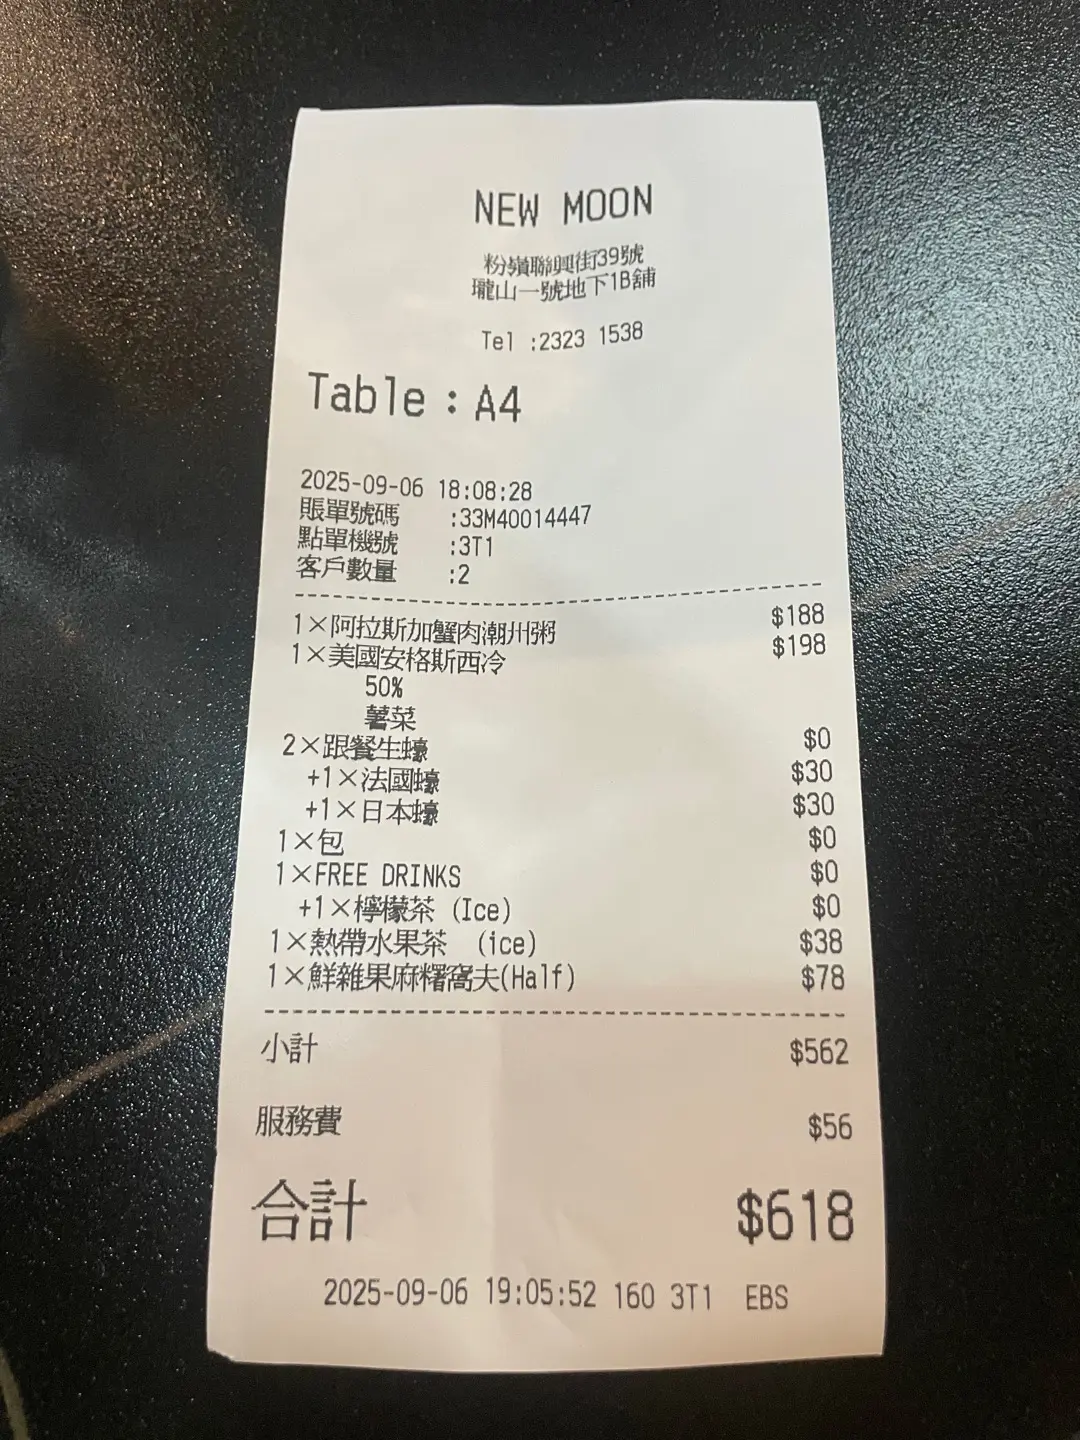 NEW MOON
粉嶺聯興街39號
瓏山一號地下1B舖
Tel :2323 1538
Table : A4
2025-09-06 18:08:28
賬單號碼 :33M40014447
點單機號 :3T1
客戶數量 :2
1×阿拉斯加蟹肉潮州粥 $188
1×美國安格斯西冷 $198
50%
薯菜
2×跟餐生蠔 $0
+1×法國蠔 $30
+1×日本蠔 $30
1×包 $0
1×FREE DRINKS $0
+1×檸檬茶 (Ice) $0
1×熱帶水果茶 (ice) $38
1×鮮雜果麻糬窩夫(Half) $78
小計 $562
服務費 $56
合計 $618
2025-09-06 19:05:52 160 3T1 EBS